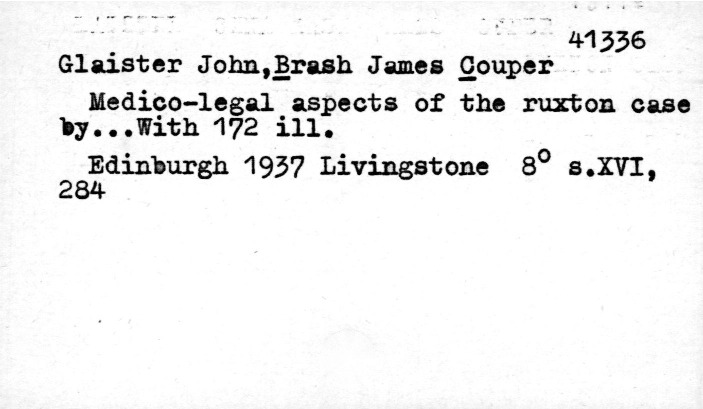 41336
Glaister John,Brash James Couper
Medico-legal aspects of the ruxton case
by...With 172 ill.
Edinburgh 1937 Livingstone 8° s.XVI,
284